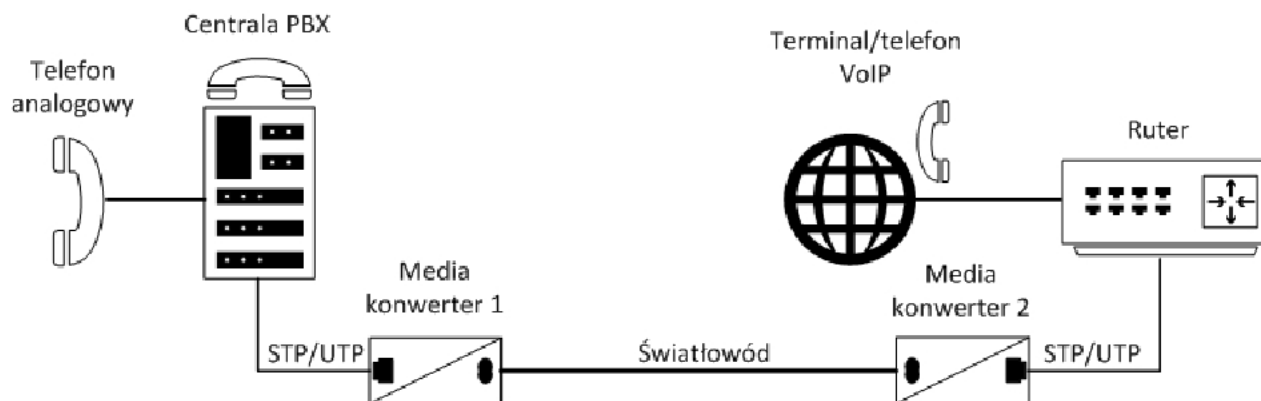 Centrala PBX
Telefon
analogowy
Terminal/telefon
VoIP
Ruter
Media
konwerter 1
Media
konwerter 2
STP/UTP
Światłowód
STP/UTP